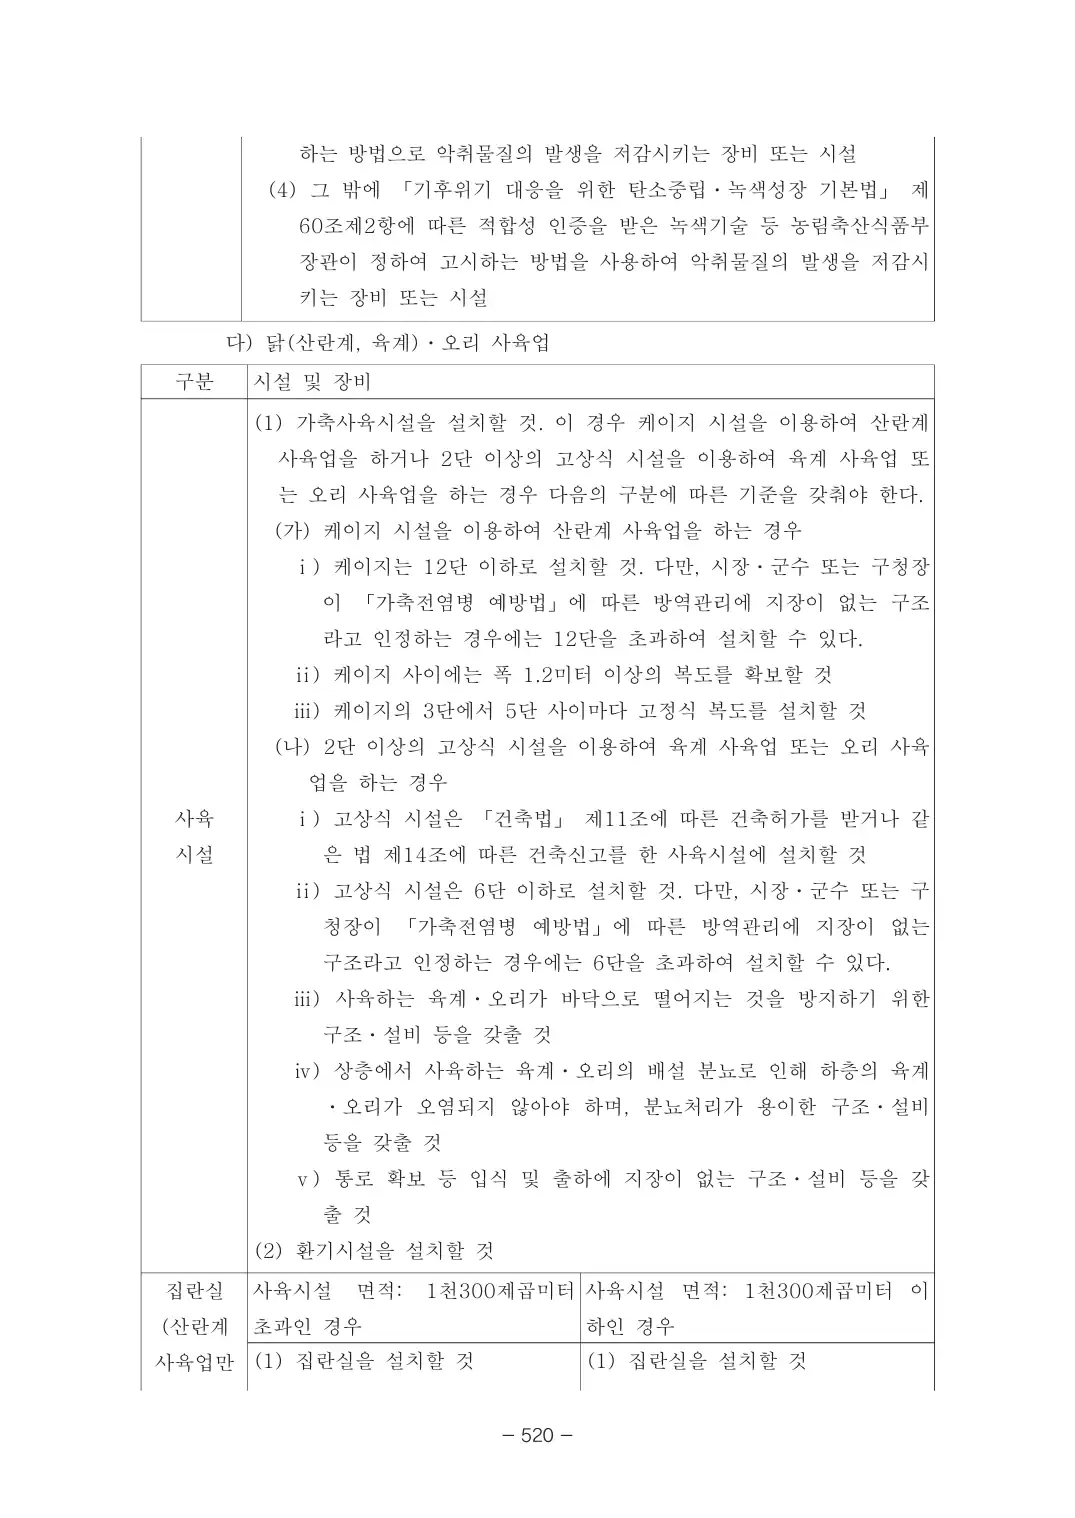 하는 방법으로 악취물질의 발생을 저감시키는 장비 또는 시설
(4) 그 밖에 「기후위기 대응을 위한 탄소중립·녹색성장 기본법」 제
60조제2항에 따른 적합성 인증을 받은 녹색기술 등 농림축산식품부
장관이 정하여 고시하는 방법을 사용하여 악취물질의 발생을 저감시
키는 장비 또는 시설
다) 닭(산란계, 육계)·오리 사육업
구분 시설 및 장비
사육
시설
(1) 가축사육시설을 설치할 것. 이 경우 케이지 시설을 이용하여 산란계
사육업을 하거나 2단 이상의 고상식 시설을 이용하여 육계 사육업 또
는 오리 사육업을 하는 경우 다음의 구분에 따른 기준을 갖춰야 한다.
(가) 케이지 시설을 이용하여 산란계 사육업을 하는 경우
ⅰ) 케이지는 12단 이하로 설치할 것. 다만, 시장·군수 또는 구청장
이 「가축전염병 예방법」에 따른 방역관리에 지장이 없는 구조
라고 인정하는 경우에는 12단을 초과하여 설치할 수 있다.
ⅱ) 케이지 사이에는 폭 1.2미터 이상의 복도를 확보할 것
ⅲ) 케이지의 3단에서 5단 사이마다 고정식 복도를 설치할 것
(나) 2단 이상의 고상식 시설을 이용하여 육계 사육업 또는 오리 사육
업을 하는 경우
ⅰ) 고상식 시설은 「건축법」 제11조에 따른 건축허가를 받거나 같
은 법 제14조에 따른 건축신고를 한 사육시설에 설치할 것
ⅱ) 고상식 시설은 6단 이하로 설치할 것. 다만, 시장·군수 또는 구
청장이 「가축전염병 예방법」에 따른 방역관리에 지장이 없는
구조라고 인정하는 경우에는 6단을 초과하여 설치할 수 있다.
ⅲ) 사육하는 육계·오리가 바닥으로 떨어지는 것을 방지하기 위한
구조·설비 등을 갖출 것
ⅳ) 상층에서 사육하는 육계·오리의 배설 분뇨로 인해 하층의 육계
·오리가 오염되지 않아야 하며, 분뇨처리가 용이한 구조·설비
등을 갖출 것
ⅴ) 통로 확보 등 입식 및 출하에 지장이 없는 구조·설비 등을 갖
출 것
(2) 환기시설을 설치할 것
집란실
(산란계
사육업만
사육시설 면적: 1천300제곱미터
초과인 경우
사육시설 면적: 1천300제곱미터 이
하인 경우
(1) 집란실을 설치할 것
(1) 집란실을 설치할 것
- 520 -